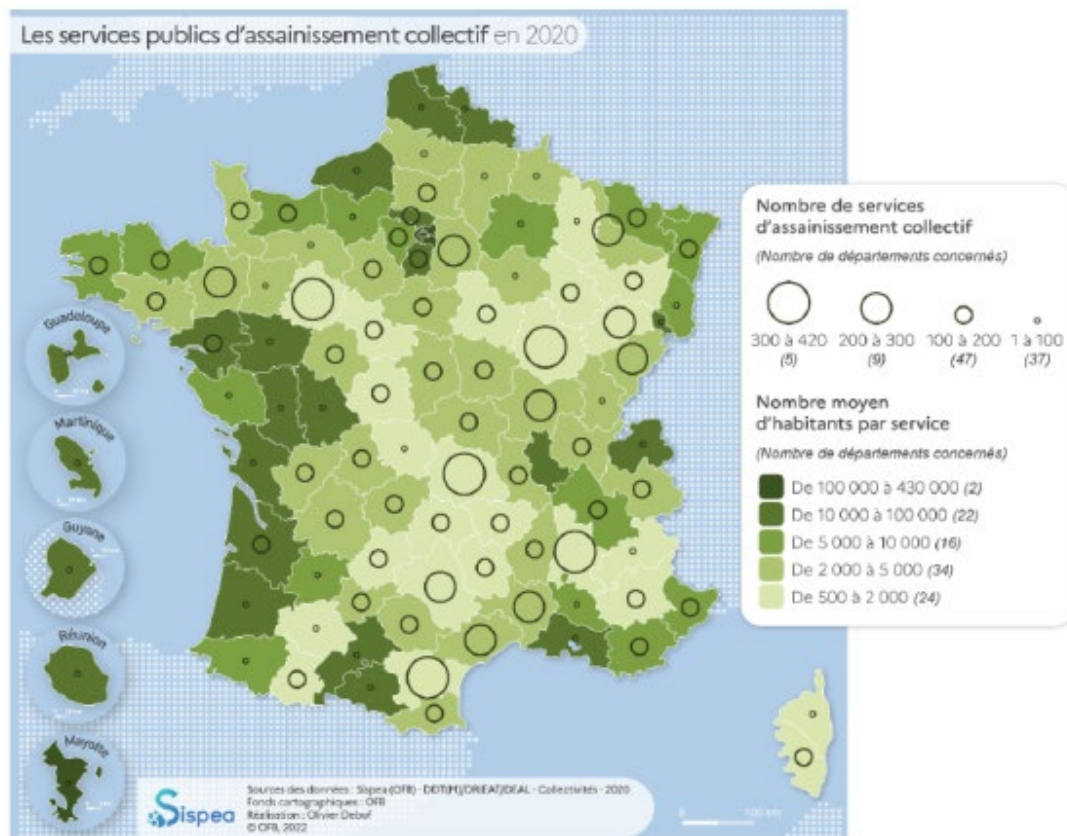 Les services publics d'assainissement collectif en 2020
Nombre de services
d'assainissement collectif
(Nombre de départements concernés)
300 à 420 200 à 300 100 à 200 1 à 100
(5) (9) (47) (37)
Nombre moyen
d'habitants par service
(Nombre de départements concernés)
De 100 000 à 430 000 (2)
De 10 000 à 100 000 (22)
De 5 000 à 10 000 (16)
De 2 000 à 5 000 (34)
De 500 à 2 000 (24)
Guadeloupe
Martinique
Guyane
Réunion
Mayotte
Sispea
Sources des données : Sispea (OFB) - DDT(M)/DRIEAT/DEAL - Collectivités - 2020
Fonds cartographiques : OFB
Réalisation : Olivier Debuf
© OFB, 2022
0 100 km